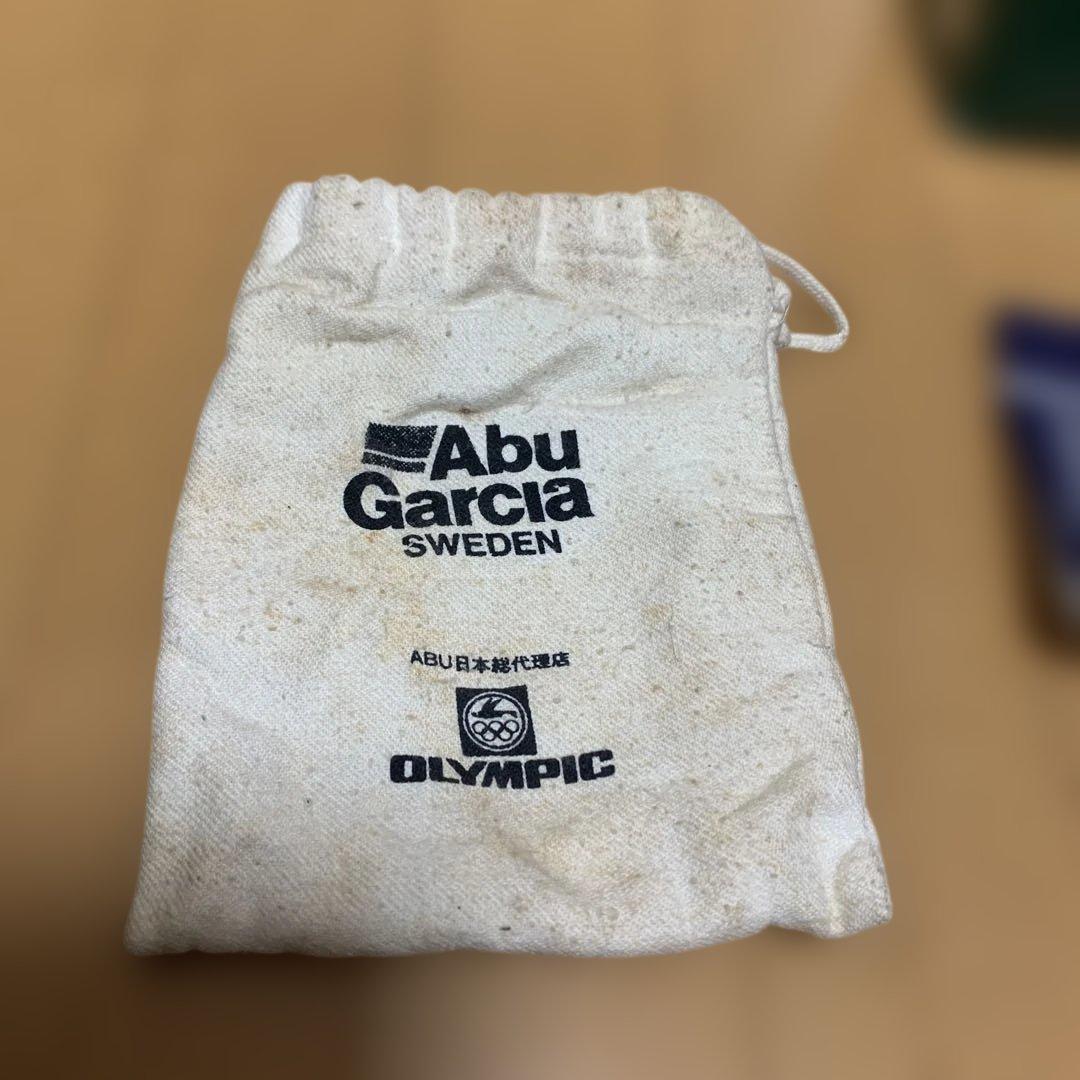 Abu
Garcia
SWEDEN
ABU日本総代理店
OLYMPIC